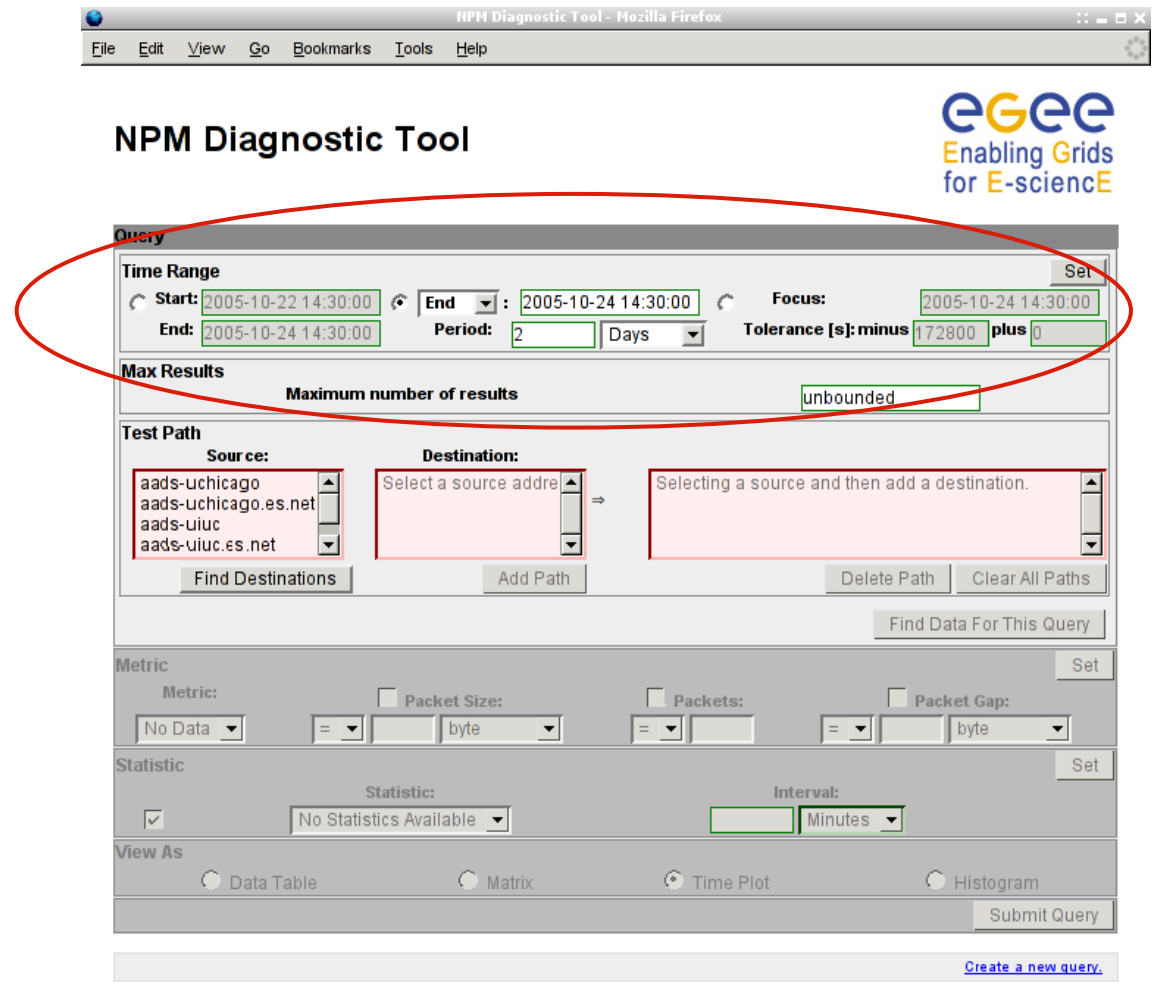 NPM Diagnostic Tool - Mozilla Firefox
File Edit View Go Bookmarks Tools Help
NPM Diagnostic Tool
egee
Enabling Grids
for E-sciencE
Query
Time Range
Set
Start: 2005-10-22 14:30:00 End : 2005-10-24 14:30:00 Focus: 2005-10-24 14:30:00
End: 2005-10-24 14:30:00 Period: 2 Days Tolerance [s]: minus 172800 plus 0
Max Results
Maximum number of results unbounded
Test Path
Source: Destination:
aads-uchicago Select a source addre ⇒ Selecting a source and then add a destination.
aads-uchicago.es.net
aads-uiuc
aads-uiuc.es.net
Find Destinations Add Path Delete Path Clear All Paths
Find Data For This Query
Metric Set
Metric: Packet Size: Packets: Packet Gap:
No Data = byte = = byte
Statistic Set
Statistic: Interval:
No Statistics Available Minutes
View As
Data Table Matrix Time Plot Histogram
Submit Query
Create a new query.